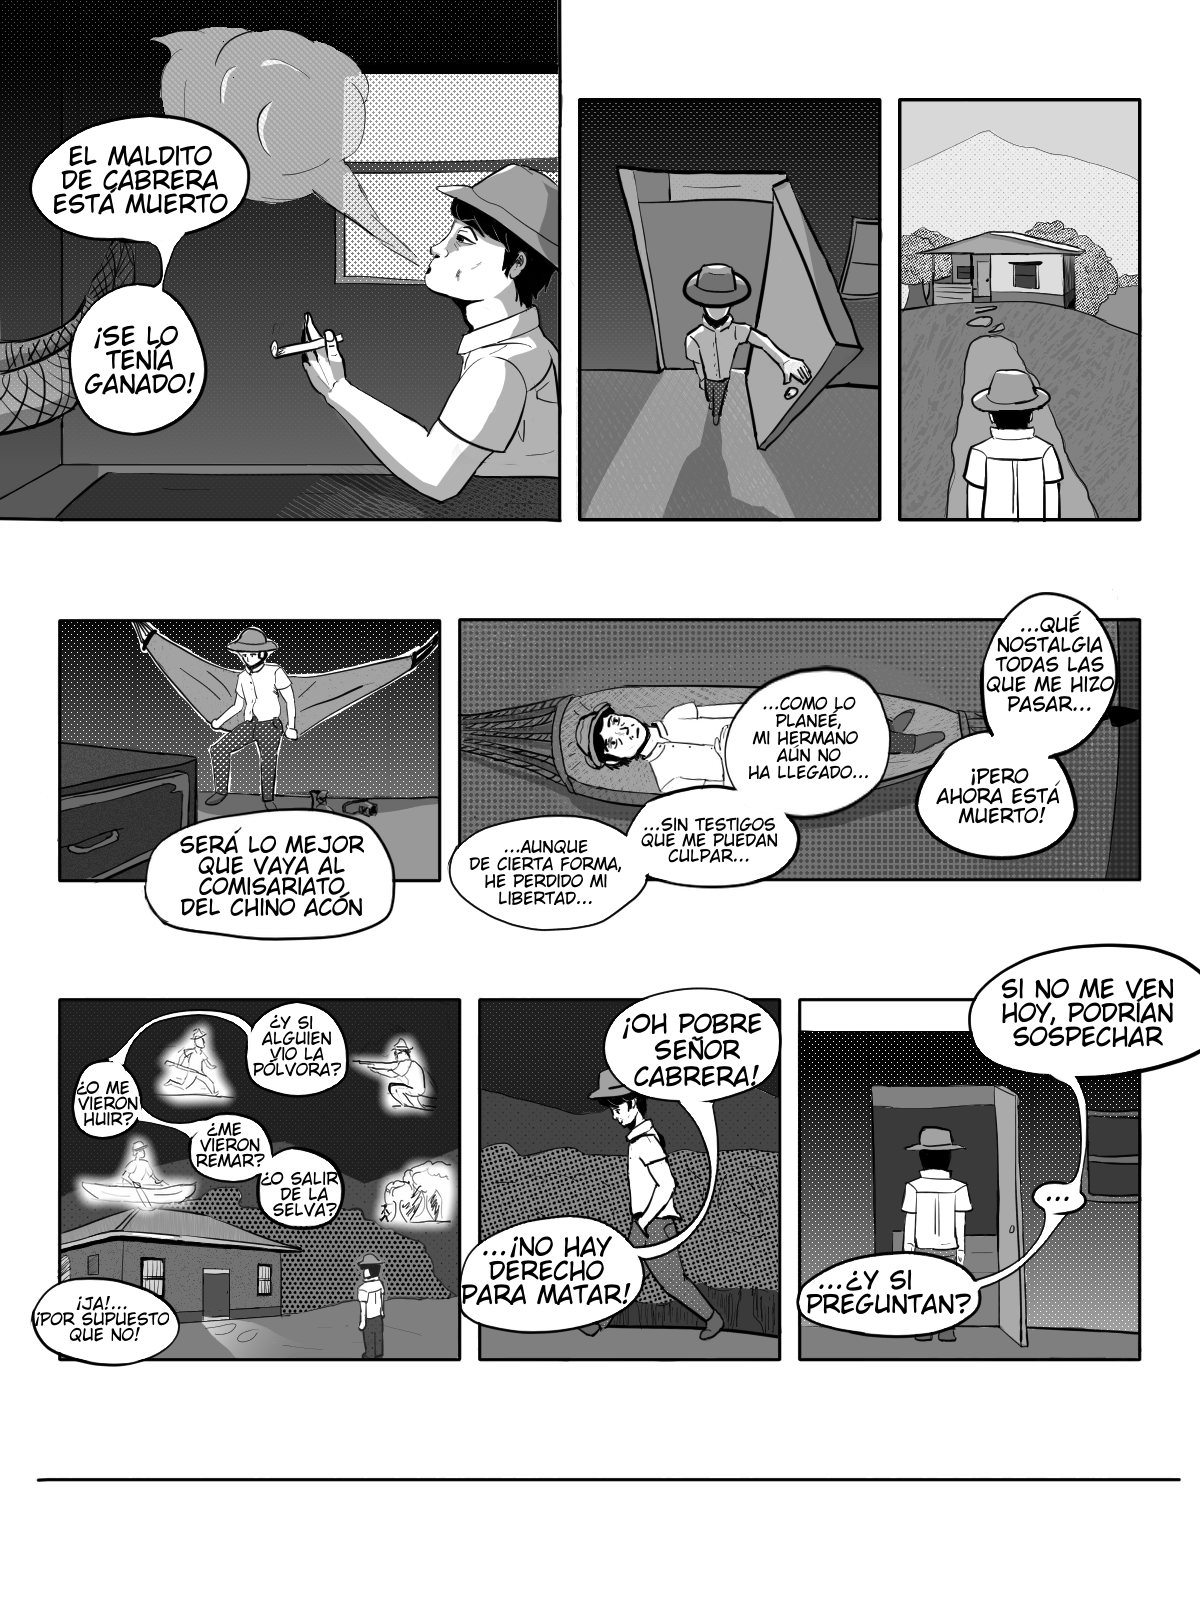 EL MALDITO
DE CABRERA
ESTÁ MUERTO
¡SE LO
TENÍA
GANADO!
SERÁ LO MEJOR
QUE VAYA AL
COMISARIATO
DEL CHINO ACÓN
...QUÉ
NOSTALGIA
TODAS LAS
QUE ME HIZO
PASAR...
¡PERO
AHORA ESTÁ
MUERTO!
...COMO LO
PLANEÉ,
MI HERMANO
AÚN NO
HA LLEGADO...
...SIN TESTIGOS
QUE ME PUEDAN
CULPAR...
...AUNQUE
DE CIERTA FORMA,
HE PERDIDO MI
LIBERTAD...
¿Y SI
ALGUIEN
VIO LA
PÓLVORA?
¿O ME
VIERON
HUIR?
¿ME
VIERON
REMAR?
¿O SALIR
DE LA
SELVA?
¡JA!...
¡POR SUPUESTO
QUE NO!
¡OH POBRE
SEÑOR
CABRERA!
...¡NO HAY
DERECHO
PARA MATAR!
SI NO ME VEN
HOY, PODRÍAN
SOSPECHAR
...
...¿Y SI
PREGUNTAN?